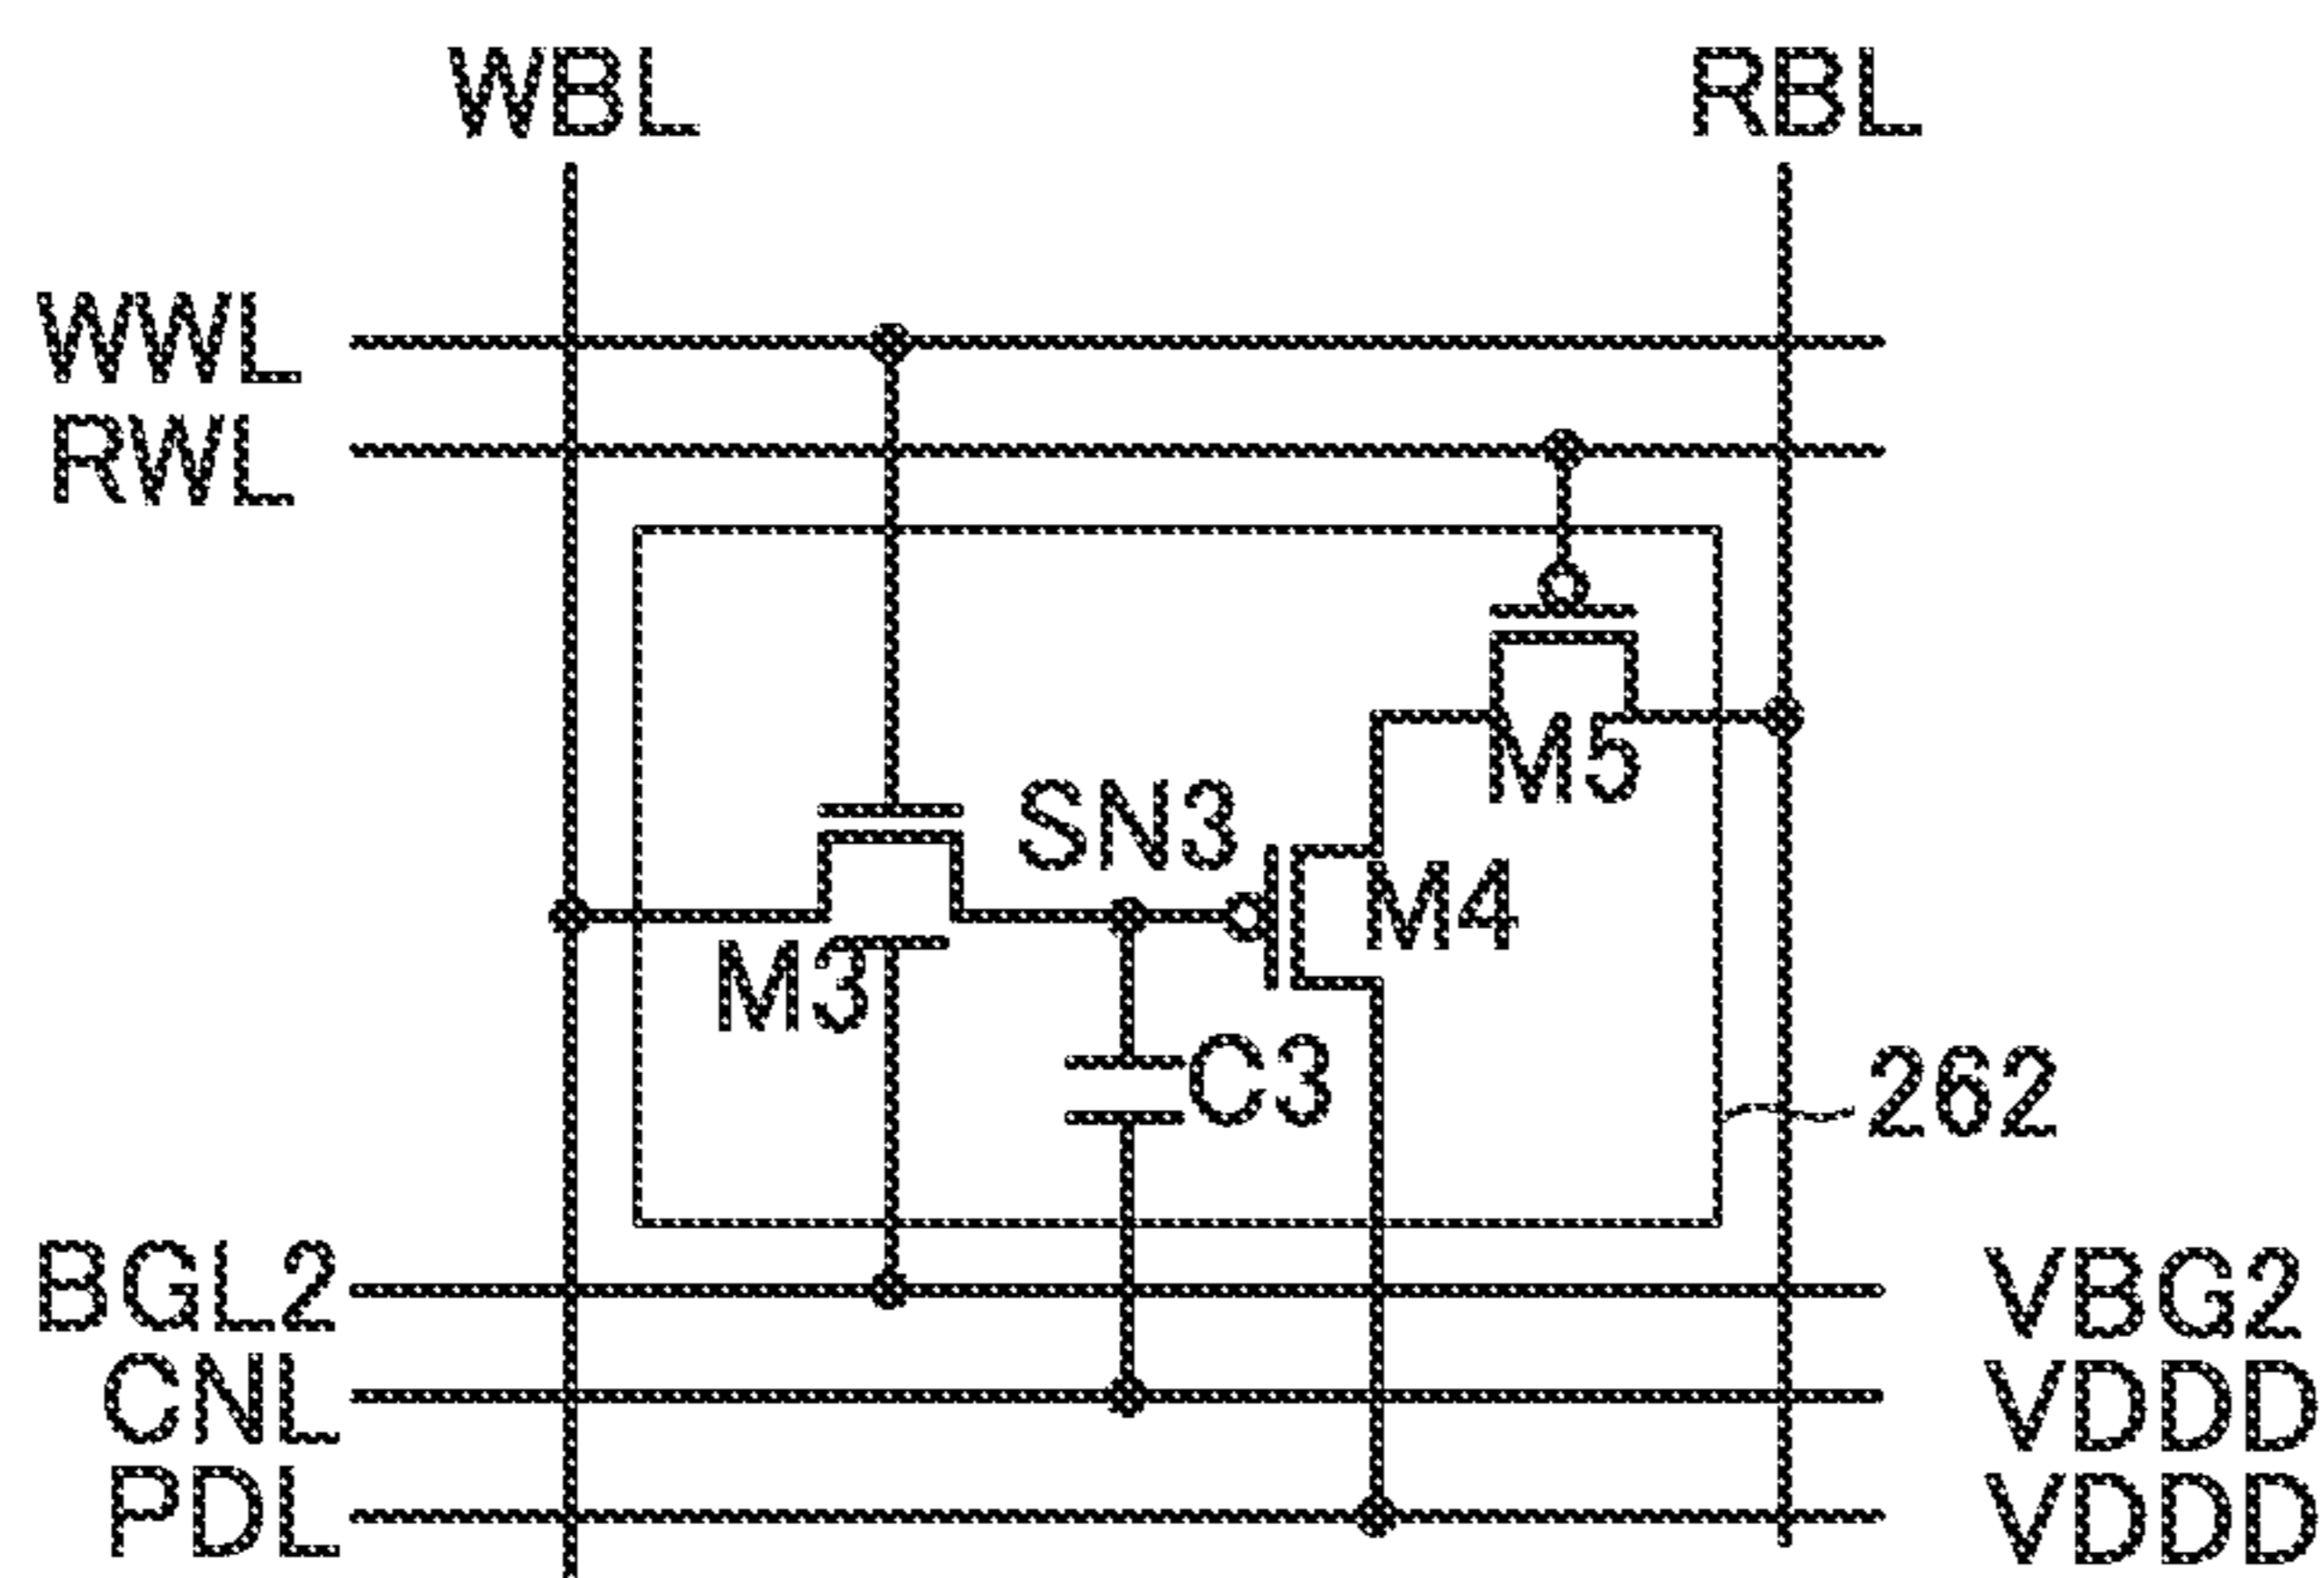 WBL
RBL
WWL
RWL
M5
SN3
M4
M3
C3
262
BGL2
VBG2
CNL
VDDD
PDL
VDDD